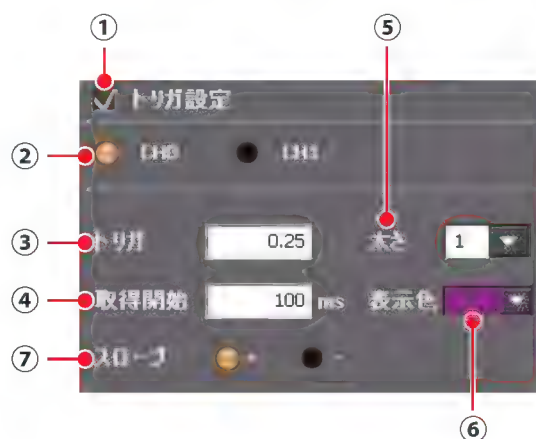 ① ⑤
トリガ設定
② CH0 CH1
③ トリガ 0.25 太さ 1
④ 取得開始 100 ms 表示色
⑦ スロープ + -
⑥